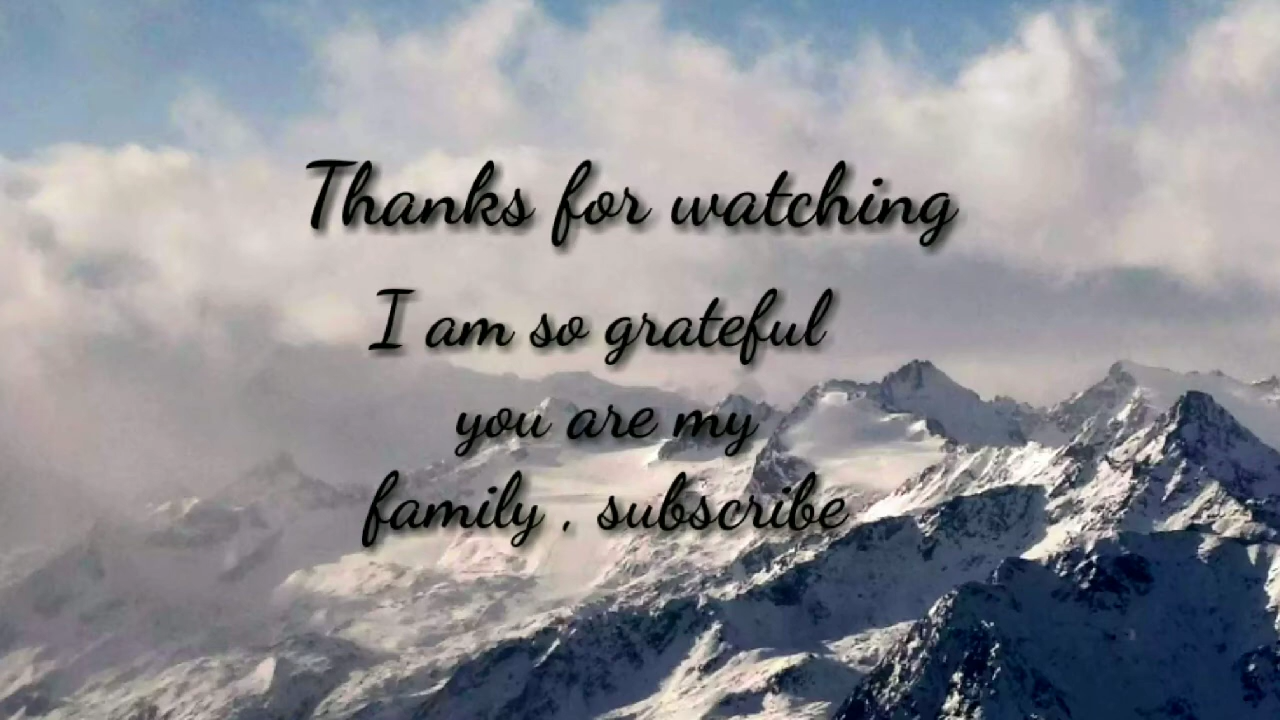 Thanks for watching
I am so grateful
you are my
family , subscribe